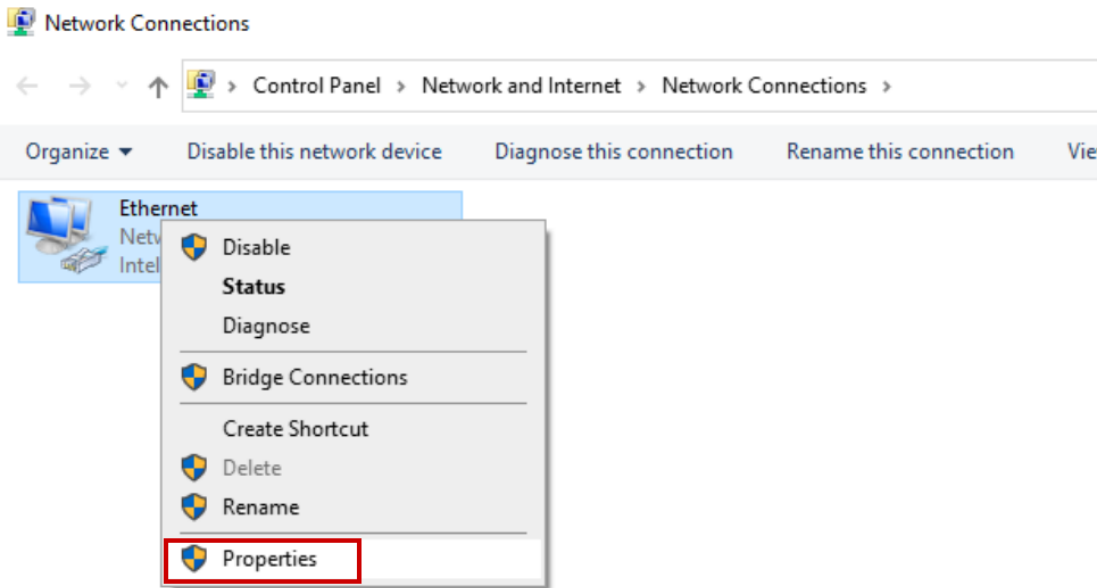 Network Connections
Control Panel > Network and Internet > Network Connections >
Organize Disable this network device Diagnose this connection Rename this connection
Ethernet
Disable
Status
Diagnose
Bridge Connections
Create Shortcut
Delete
Rename
Properties